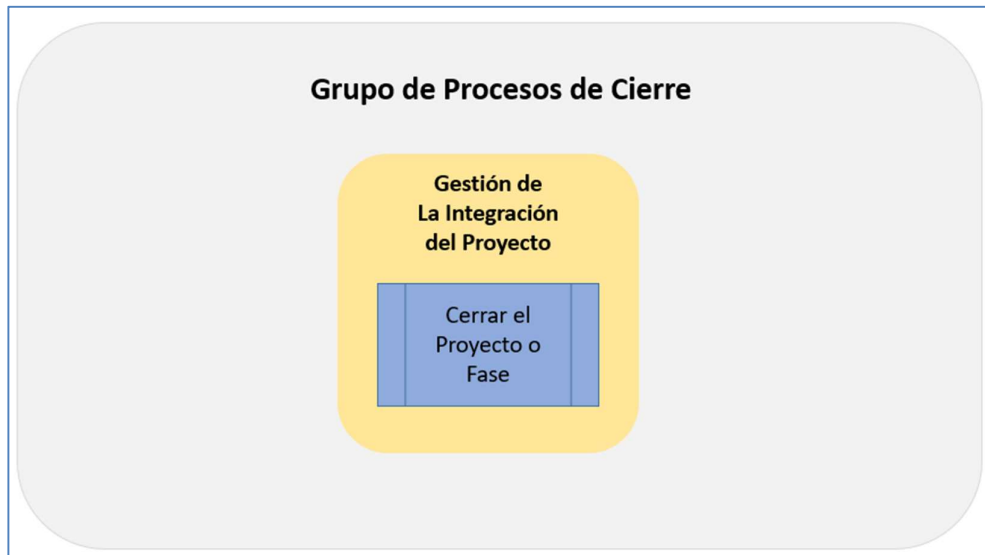 Grupo de Procesos de Cierre
Gestión de
La Integración
del Proyecto
Cerrar el
Proyecto o
Fase